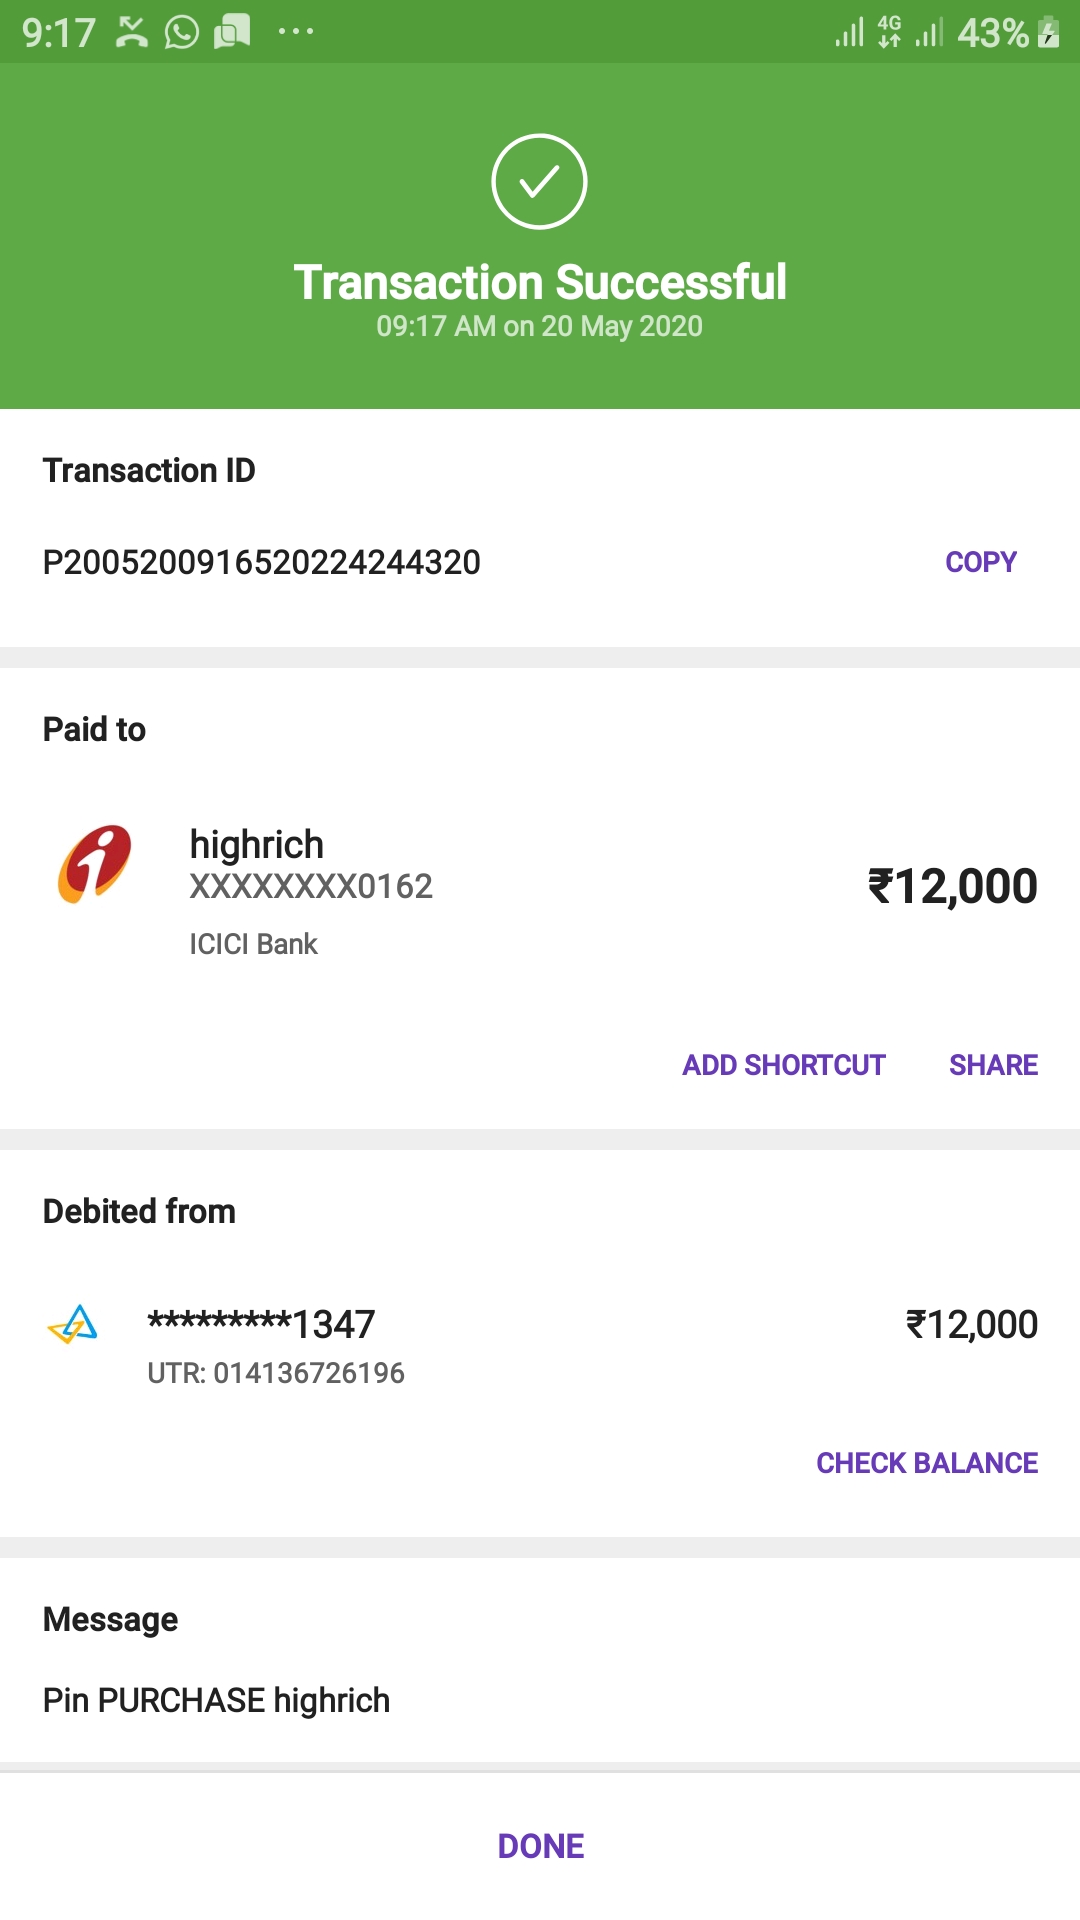 9:17 ... 4G 43%
Transaction Successful
09:17 AM on 20 May 2020
Transaction ID
P2005200916520224244320 COPY
Paid to
highrich
XXXXXXXX0162 ₹12,000
ICICI Bank
ADD SHORTCUT SHARE
Debited from
*********1347 ₹12,000
UTR: 014136726196
CHECK BALANCE
Message
Pin PURCHASE highrich
DONE